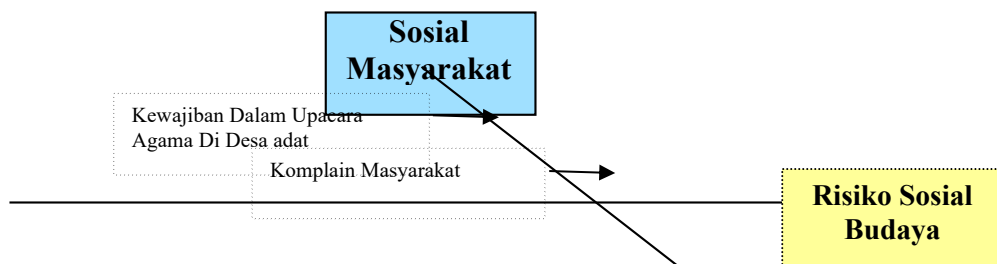 Sosial
Masyarakat
Kewajiban Dalam Upacara
Agama Di Desa adat
Komplain Masyarakat
Risiko Sosial
Budaya